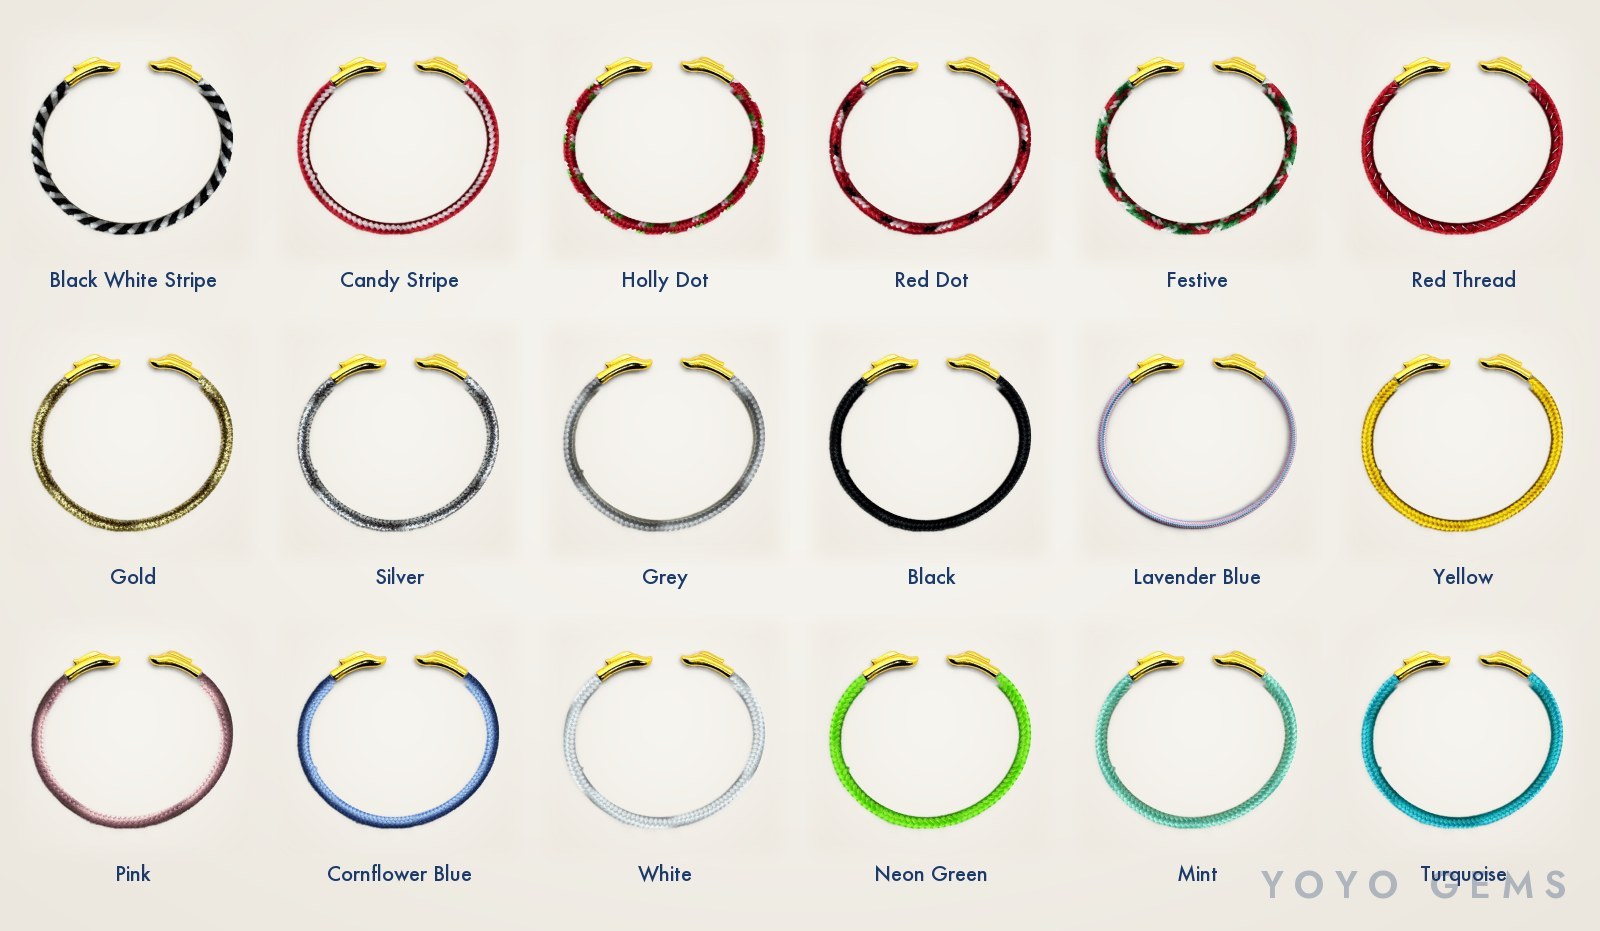 Black White Stripe
Candy Stripe
Holly Dot
Red Dot
Festive
Red Thread
Gold
Silver
Grey
Black
Lavender Blue
Yellow
Pink
Cornflower Blue
White
Neon Green
Mint
Turquoise
YOYO GEMS